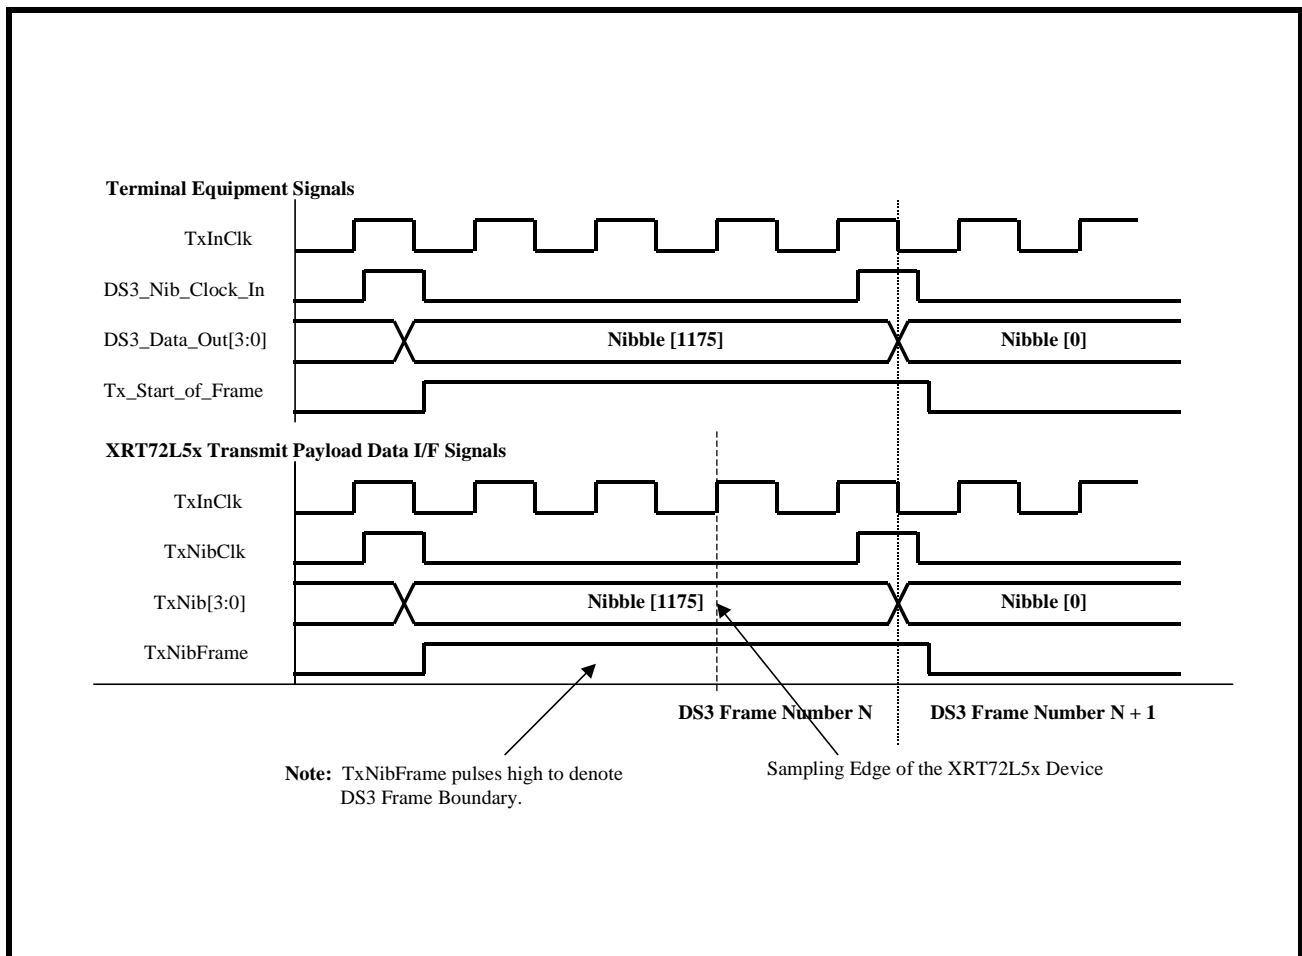 Terminal Equipment Signals
TxInClk
DS3_Nib_Clock_In
DS3_Data_Out[3:0]
Nibble [1175]
Nibble [0]
Tx_Start_of_Frame
XRT72L5x Transmit Payload Data I/F Signals
TxInClk
TxNibClk
TxNib[3:0]
Nibble [1175]
Nibble [0]
TxNibFrame
DS3 Frame Number N
DS3 Frame Number N + 1
Note: TxNibFrame pulses high to denote
DS3 Frame Boundary.
Sampling Edge of the XRT72L5x Device